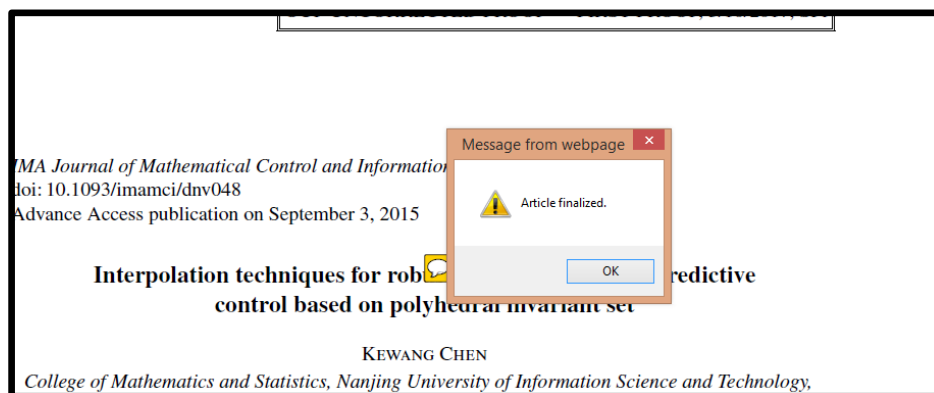 Message from webpage
IMA Journal of Mathematical Control and Information
doi: 10.1093/imamci/dnv048
Article finalized.
Advance Access publication on September 3, 2015
OK
Interpolation techniques for
control based on polyhedral invariant set
KEWANG CHEN
College of Mathematics and Statistics, Nanjing University of Information Science and Technology,